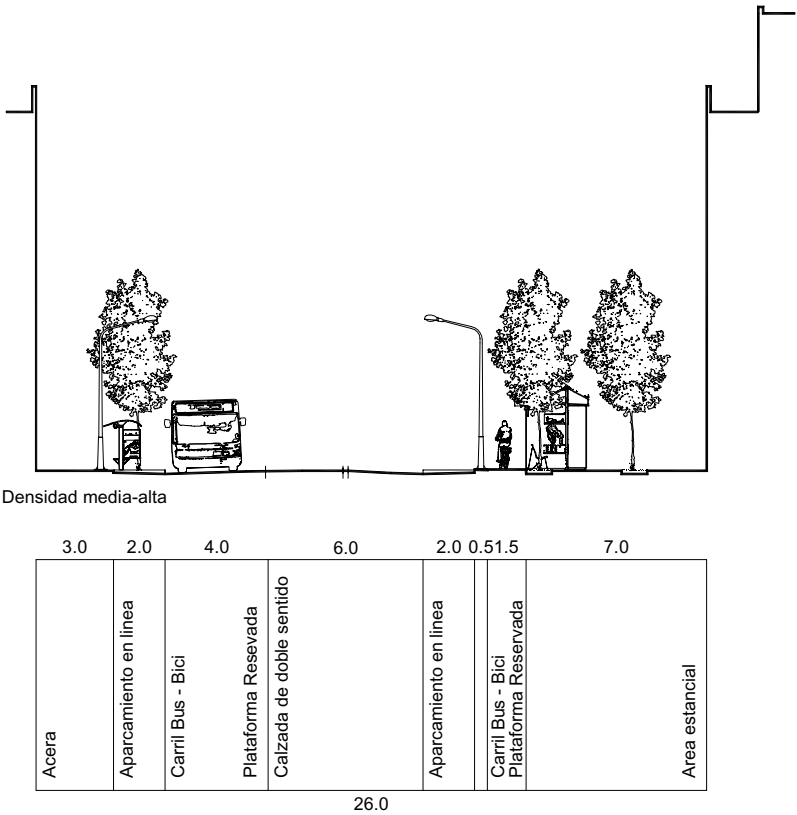 Densidad media-alta
3.0 2.0 4.0 6.0 2.0 0.5 1.5 7.0
Acera
Aparcamiento en linea
Carril Bus - Bici
Plataforma Resevada
Calzada de doble sentido
Aparcamiento en linea
Carril Bus - Bici
Plataforma Reservada
Area estancial
26.0